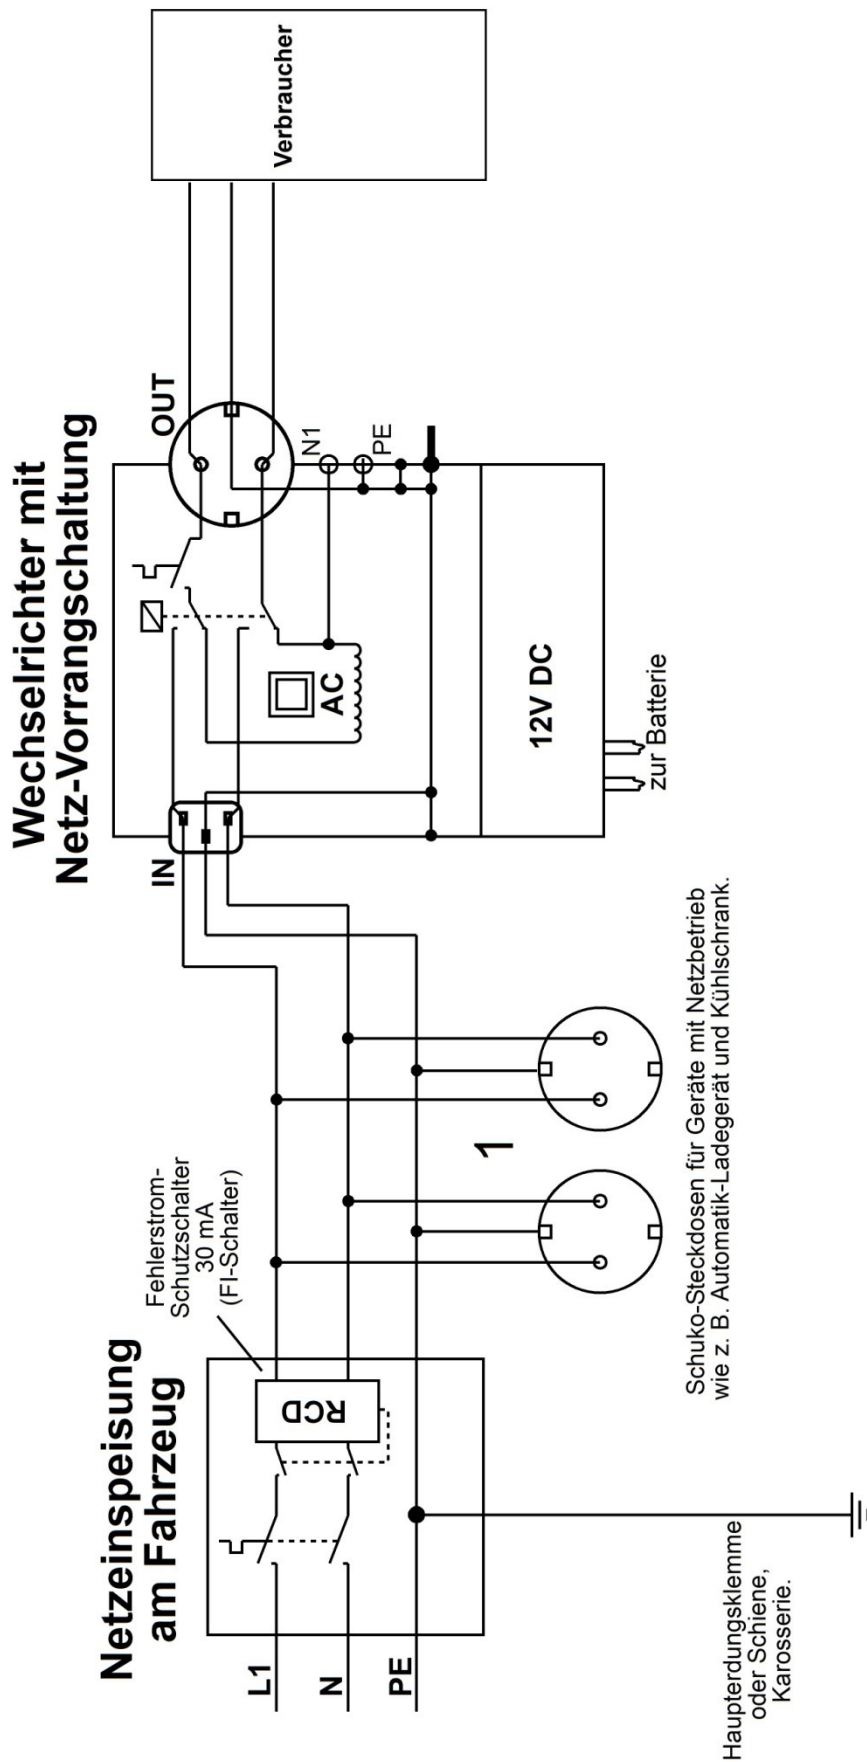 Wechselrichter mit
Netz-Vorrangschaltung
Netzeinspeisung
am Fahrzeug
Fehlerstrom-
Schutzschalter
30 mA
(FI-Schalter)
L1
N
PE
RCD
1
IN
OUT
AC
N1
PE
12V DC
zur Batterie
Verbraucher
Schuko-Steckdosen für Geräte mit Netzbetrieb
wie z. B. Automatik-Ladegerät und Kühlschrank.
Haupterdungsklemme
oder Schiene,
Karosserie.